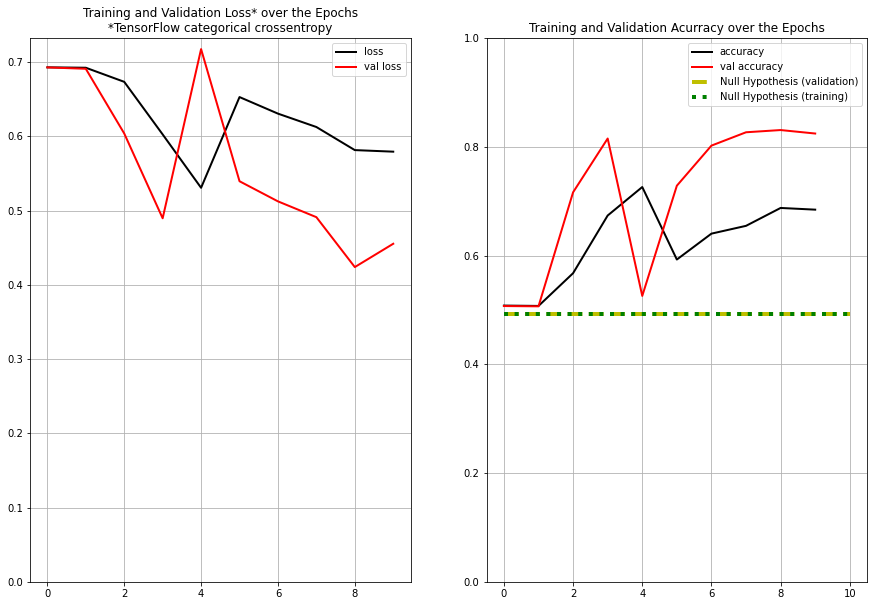 Training and Validation Loss* over the Epochs
*TensorFlow categorical crossentropy
loss
val loss
0.7
0.6
0.5
0.4
0.3
0.2
0.1
0.0
0 2 4 6 8
Training and Validation Acurracy over the Epochs
accuracy
val accuracy
Null Hypothesis (validation)
Null Hypothesis (training)
1.0
0.8
0.6
0.4
0.2
0.0
0 2 4 6 8 10